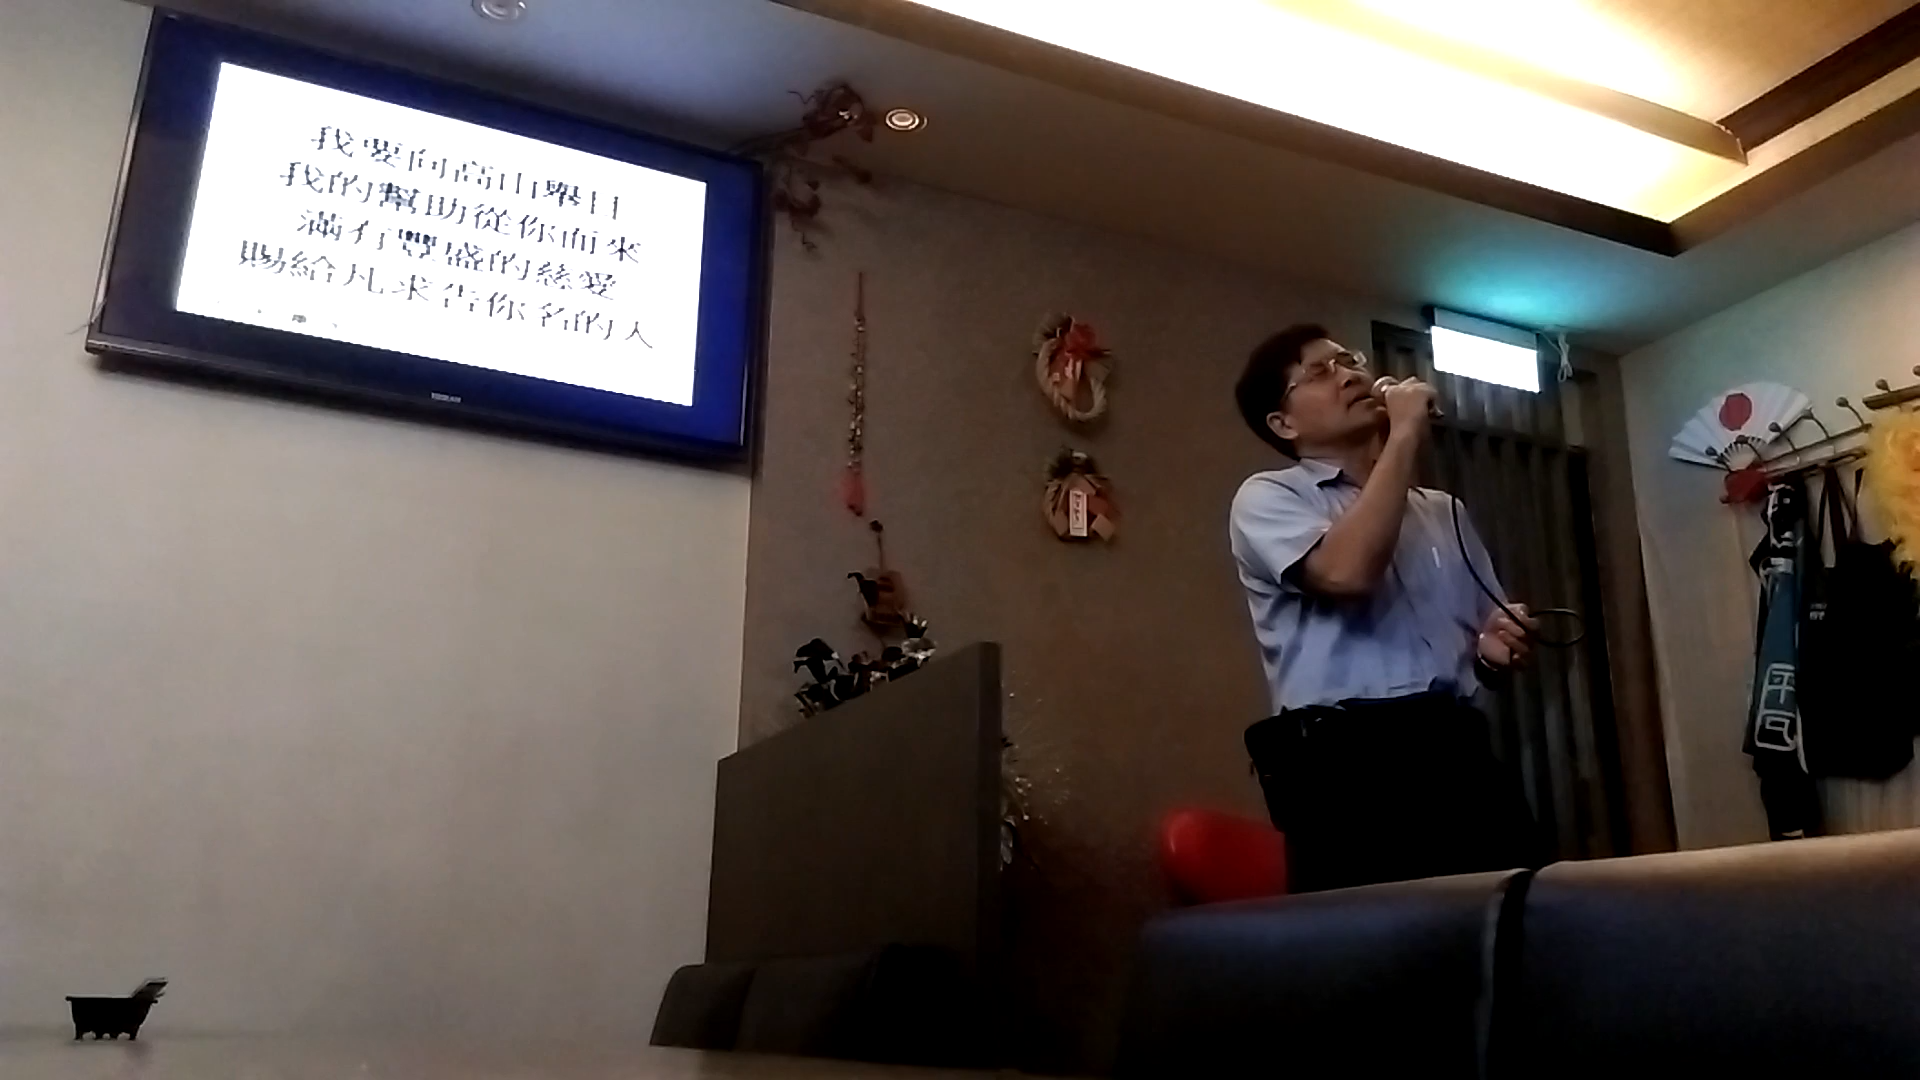 我要向高山舉目
我的幫助從你而來
滿有豐盛的慈愛
賜給凡求告你名的人